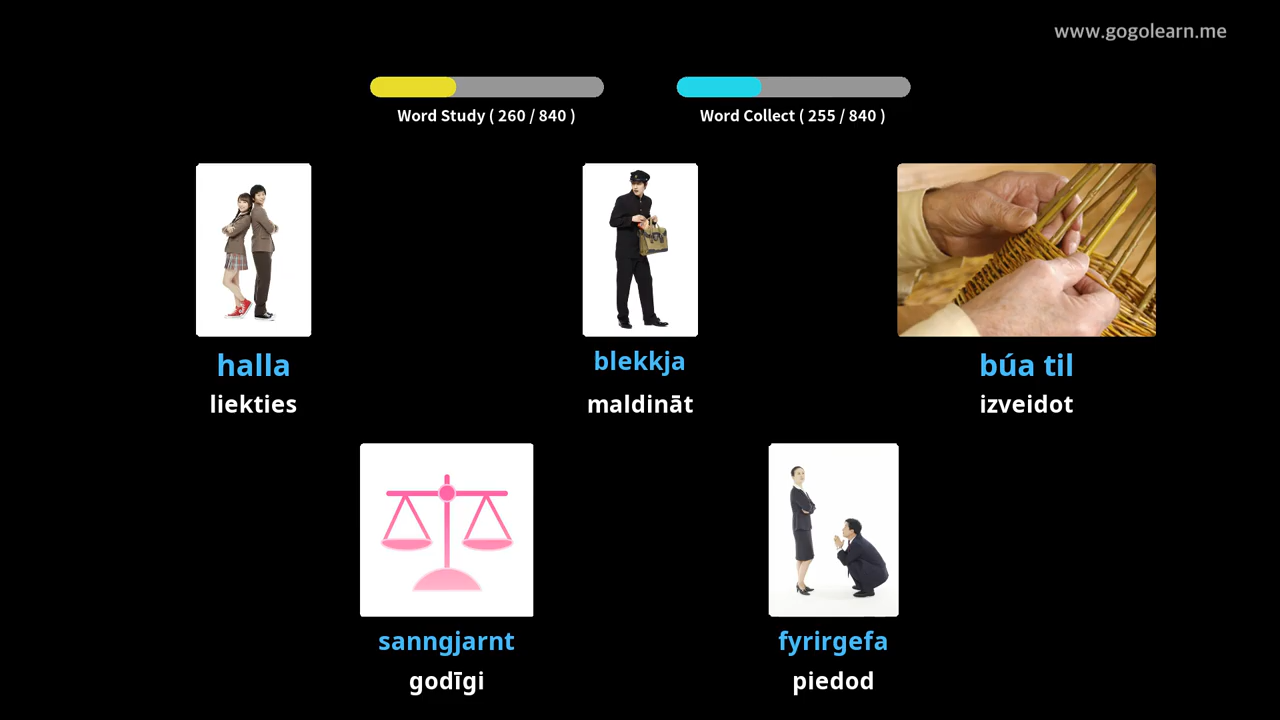 www.gogolearn.me
Word Study ( 260 / 840 )
Word Collect ( 255 / 840 )
halla
liekties
blekkja
maldināt
búa til
izveidot
sanngjarnt
godīgi
fyrirgefa
piedod